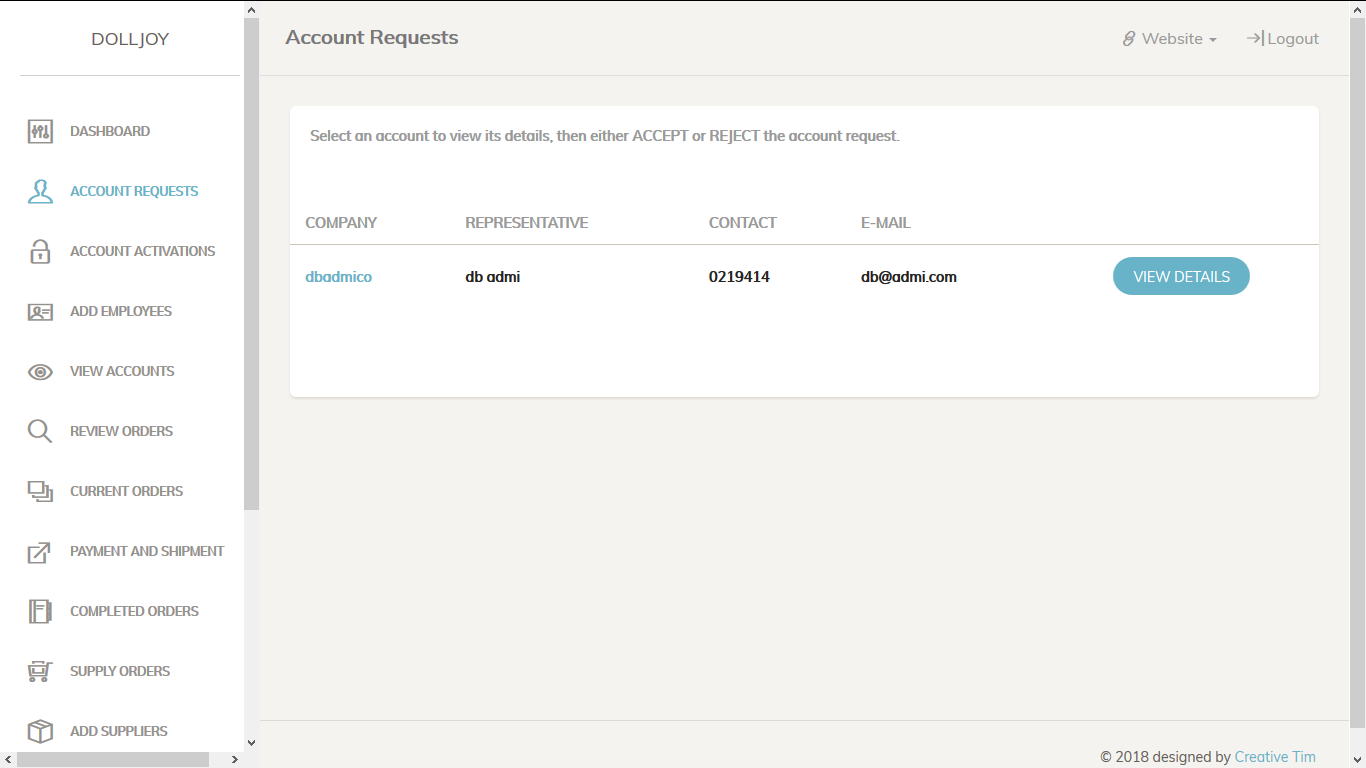 DOLLJOY
DASHBOARD
ACCOUNT REQUESTS
ACCOUNT ACTIVATIONS
ADD EMPLOYEES
VIEW ACCOUNTS
REVIEW ORDERS
CURRENT ORDERS
PAYMENT AND SHIPMENT
COMPLETED ORDERS
SUPPLY ORDERS
ADD SUPPLIERS
Account Requests
Website
Logout
Select an account to view its details, then either ACCEPT or REJECT the account request.
COMPANY REPRESENTATIVE CONTACT E-MAIL
dbadmico db admi 0219414 db@admi.com VIEW DETAILS
© 2018 designed by Creative Tim